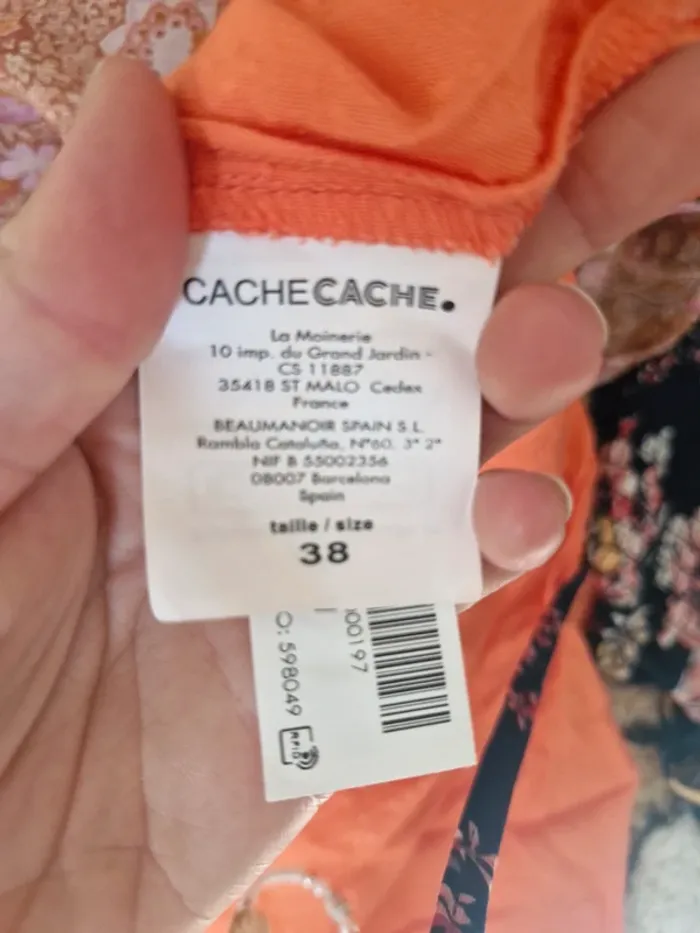 CACHECACHE.
La Moinerie
10 imp. du Grand Jardin -
CS 11887
35418 ST MALO Cedex
France
BEAUMANOIR SPAIN S.L
Rambla Cataluña, Nº60, 3º 2ª
NIF B 55002356
08007 Barcelona
Spain
taille / size
38
00197
O: 598049
RFID